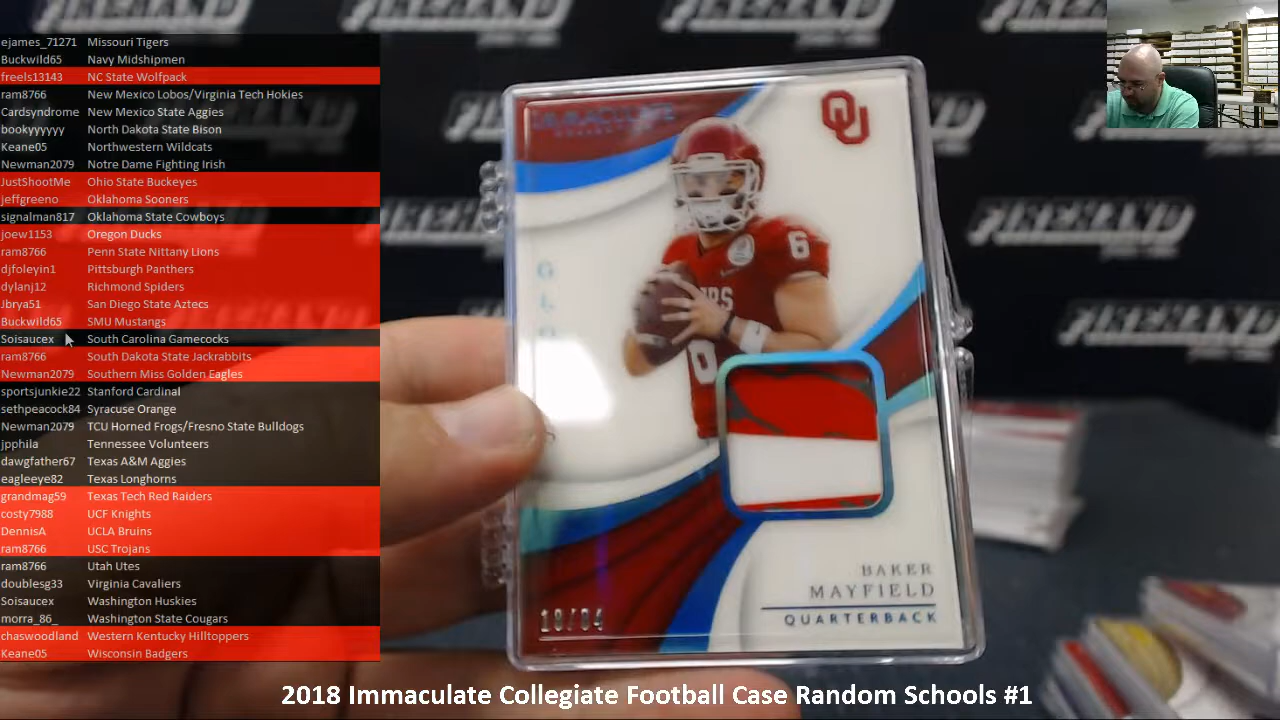 ejames_71271 Missouri Tigers
Buckwild65 Navy Midshipmen
freels13143 NC State Wolfpack
ram8766 New Mexico Lobos/Virginia Tech Hokies
Cardsyndrome New Mexico State Aggies
bookyyyyyy North Dakota State Bison
Keane05 Northwestern Wildcats
Newman2079 Notre Dame Fighting Irish
JustShootMe Ohio State Buckeyes
jeffgreeno Oklahoma Sooners
signalman817 Oklahoma State Cowboys
joew1153 Oregon Ducks
ram8766 Penn State Nittany Lions
djfoleyin1 Pittsburgh Panthers
dylanj12 Richmond Spiders
Jbrya51 San Diego State Aztecs
Buckwild65 SMU Mustangs
Soisaucex South Carolina Gamecocks
ram8766 South Dakota State Jackrabbits
Newman2079 Southern Miss Golden Eagles
sportsjunkie22 Stanford Cardinal
sethpeacock84 Syracuse Orange
Newman2079 TCU Horned Frogs/Fresno State Bulldogs
jpphila Tennessee Volunteers
dawgfather67 Texas A&M Aggies
eagleeye82 Texas Longhorns
grandmag59 Texas Tech Red Raiders
costy7988 UCF Knights
DennisA UCLA Bruins
ram8766 USC Trojans
ram8766 Utah Utes
doublesg33 Virginia Cavaliers
Soisaucex Washington Huskies
morra_86_ Washington State Cougars
chaswoodland Western Kentucky Hilltoppers
Keane05 Wisconsin Badgers
IMMACULATE
COLLECTION
OU
6
BAKER
MAYFIELD
QUARTERBACK
2018 Immaculate Collegiate Football Case Random Schools #1